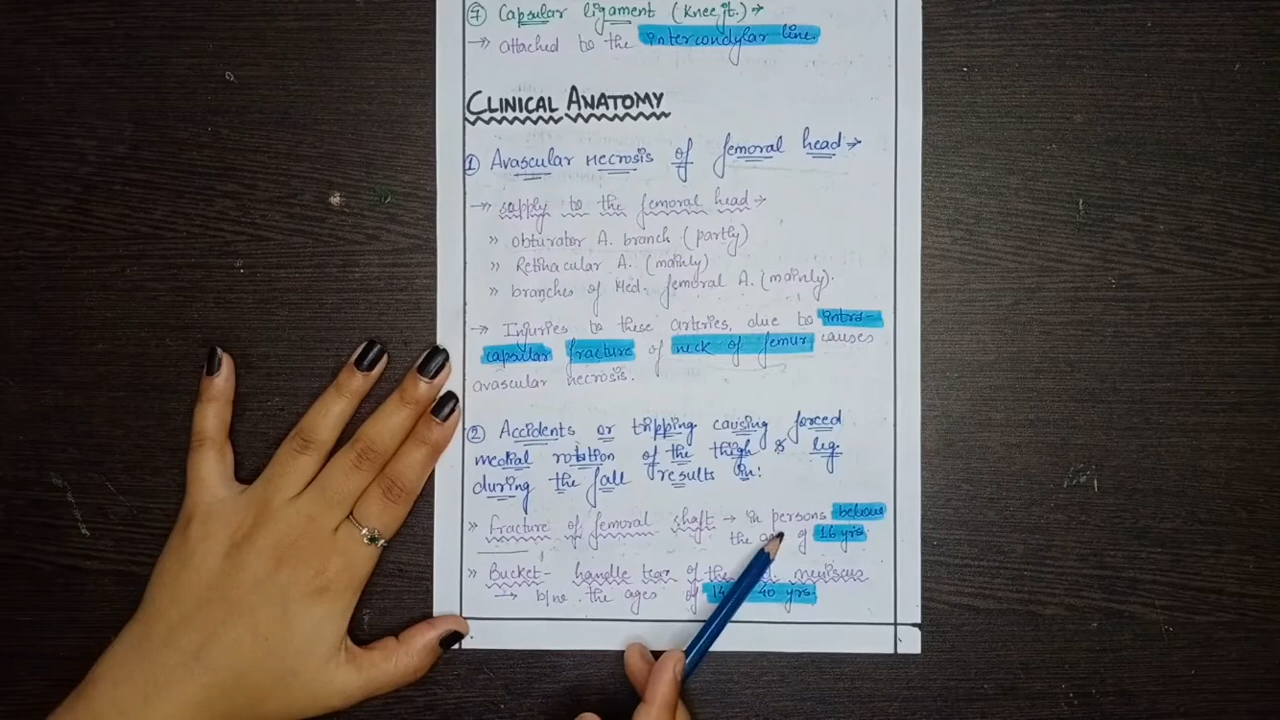 ⑦ Capsular ligament (Knee jt.) →
→» attached to the intercondylar line.
CLINICAL ANATOMY
① Avascular necrosis of femoral head →
→» supply to the femoral head →
» obturator A. branch (partly)
» Retinacular A. (mainly)
» branches of Med. femoral A. (mainly).
→» Injuries to these arteries, due to intra-
capsular fracture of neck of femur causes
avascular necrosis.
② Accidents or tripping causing forced
medial rotation of the thigh & leg
during the fall results in:
» Fracture of femoral shaft → in persons below
the of 16 yrs.
» Bucket- handle tear of the meniscus
→ b/w the ages of 14 40 yrs.